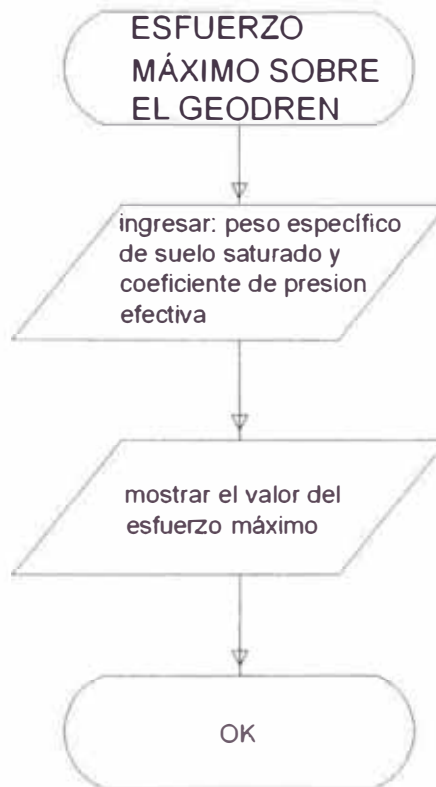 ESFUERZO
MÁXIMO SOBRE
EL GEODREN
ingresar: peso específico
de suelo saturado y
coeficiente de presion
efectiva
mostrar el valor del
esfuerzo máximo
OK